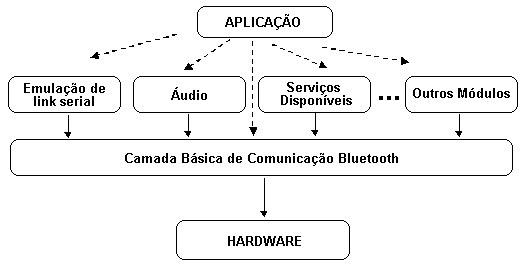 APLICAÇÃO
Emulação de
link serial
Áudio
Serviços
Disponíveis
...
Outros Módulos
Camada Básica de Comunicação Bluetooth
HARDWARE